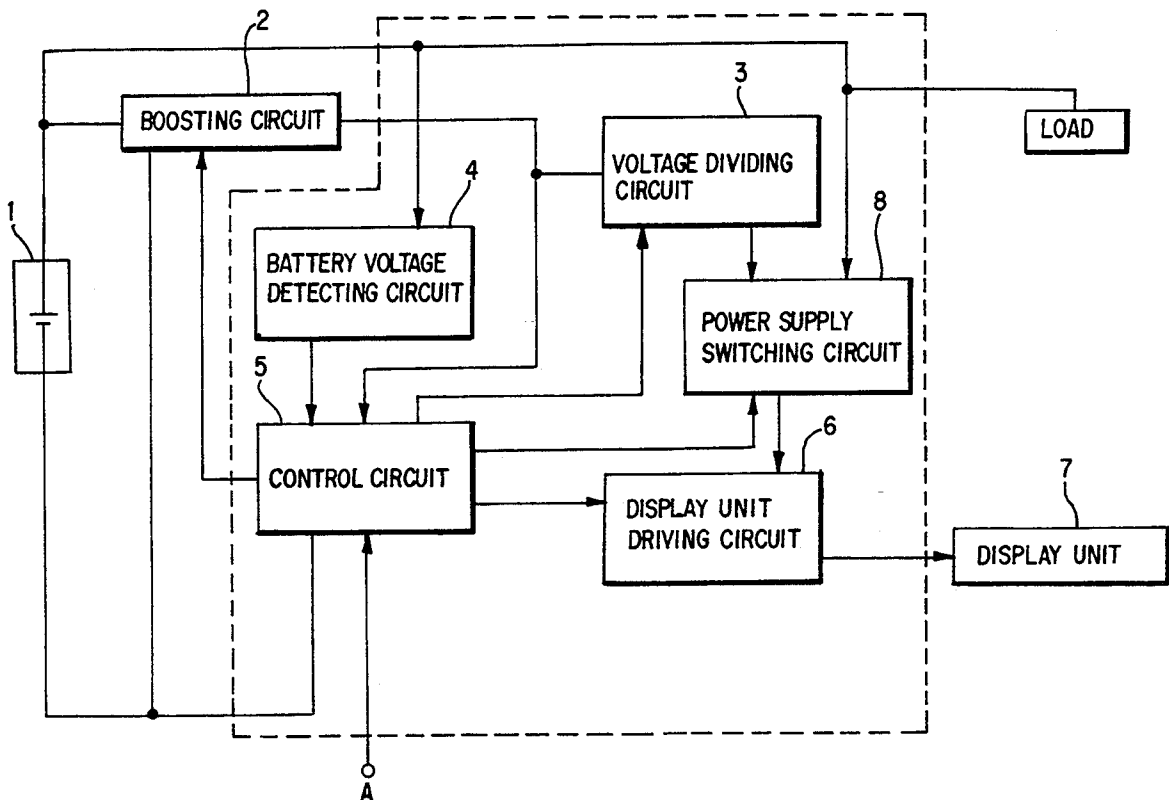 2
BOOSTING CIRCUIT
3
VOLTAGE DIVIDING
CIRCUIT
LOAD
1
4
BATTERY VOLTAGE
DETECTING CIRCUIT
8
POWER SUPPLY
SWITCHING CIRCUIT
5
CONTROL CIRCUIT
6
DISPLAY UNIT
DRIVING CIRCUIT
7
DISPLAY UNIT
A